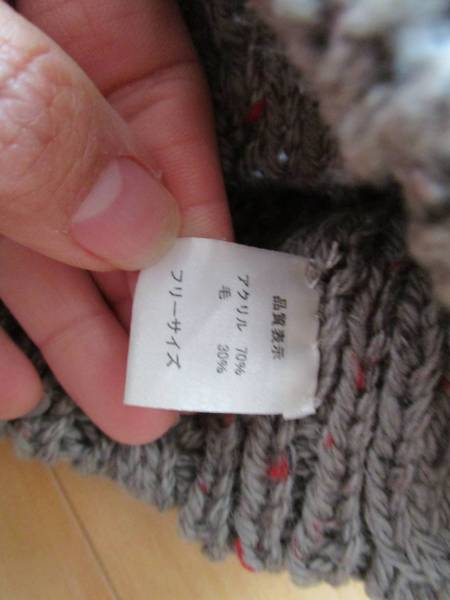 品質表示
アクリル 70%
毛 30%
フリーサイズ